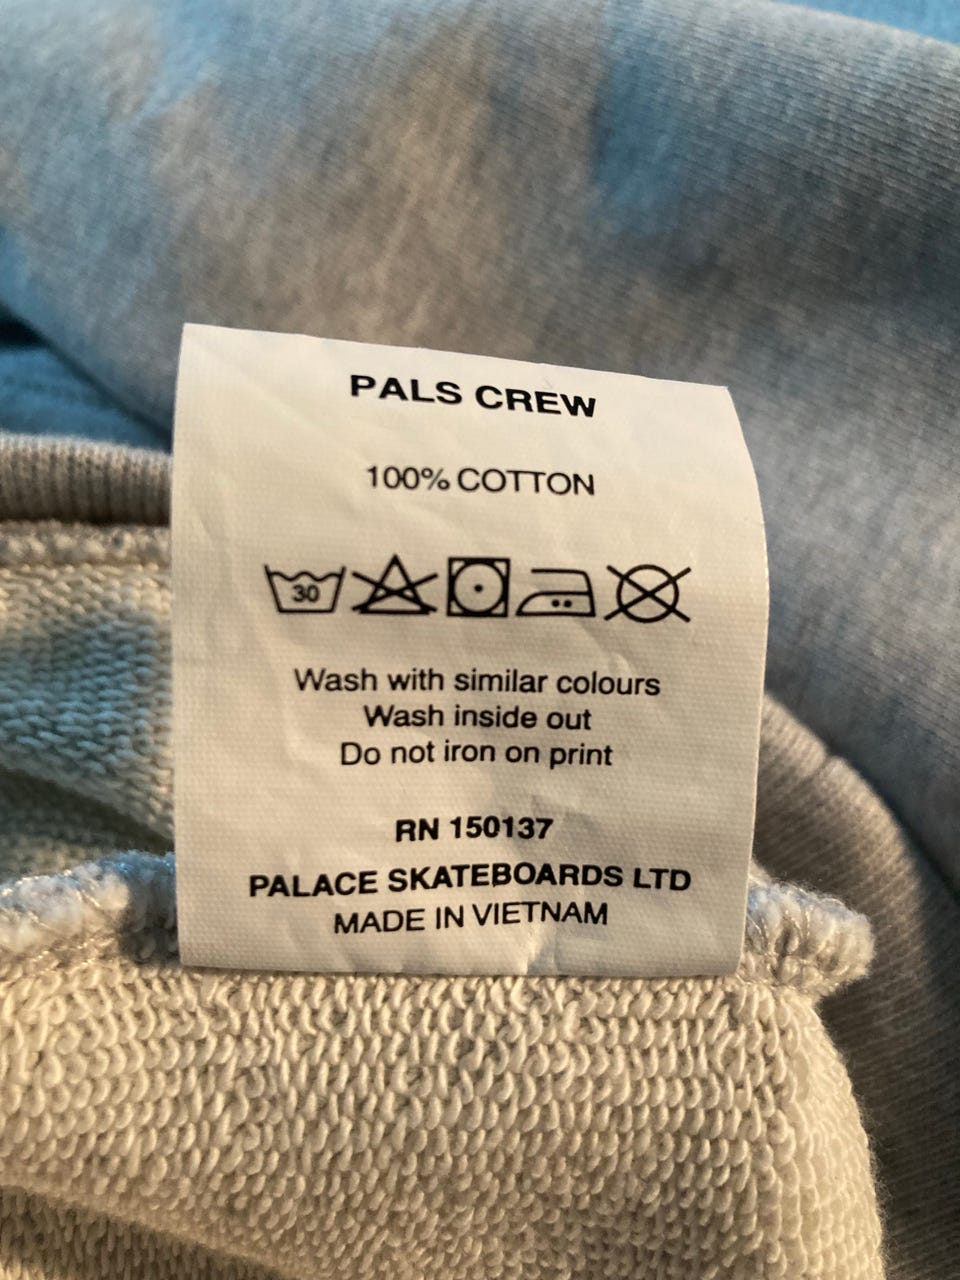 PALS CREW
100% COTTON
30
Wash with similar colours
Wash inside out
Do not iron on print
RN 150137
PALACE SKATEBOARDS LTD
MADE IN VIETNAM